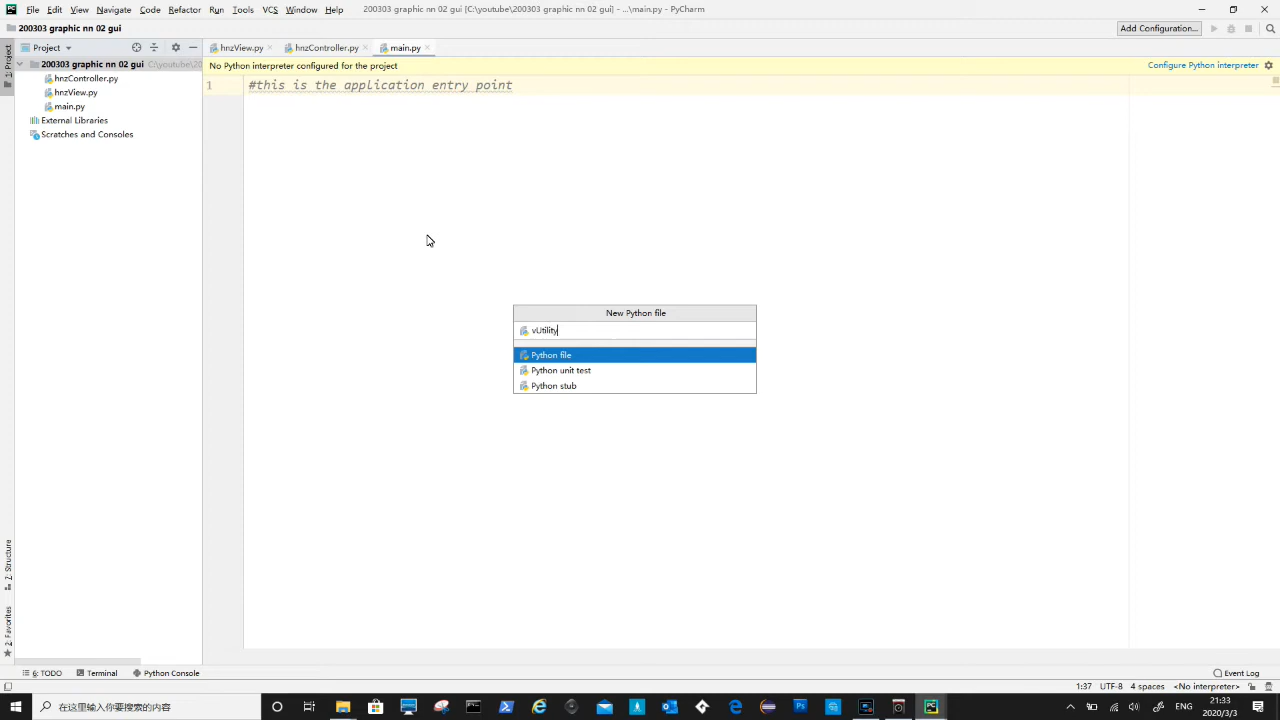 File Edit View Navigate Code Refactor Run Tools VCS Window Help 200303 graphic nn 02 gui [C:\youtube\200303 graphic nn 02 gui] - ...\main.py - PyCharm
200303 graphic nn 02 gui
Add Configuration...
Project
hnzView.py
hnzController.py
main.py
1: Project
200303 graphic nn 02 gui C:\youtube\20
No Python interpreter configured for the project
Configure Python interpreter
hnzController.py
hnzView.py
main.py
External Libraries
Scratches and Consoles
1
#this is the application entry point
New Python file
vUtility
Python file
Python unit test
Python stub
7: Structure
2: Favorites
6: TODO
Terminal
Python Console
Event Log
1:37 UTF-8 4 spaces <No interpreter>
在这里输入你要搜索的内容
21:33
2020/3/3